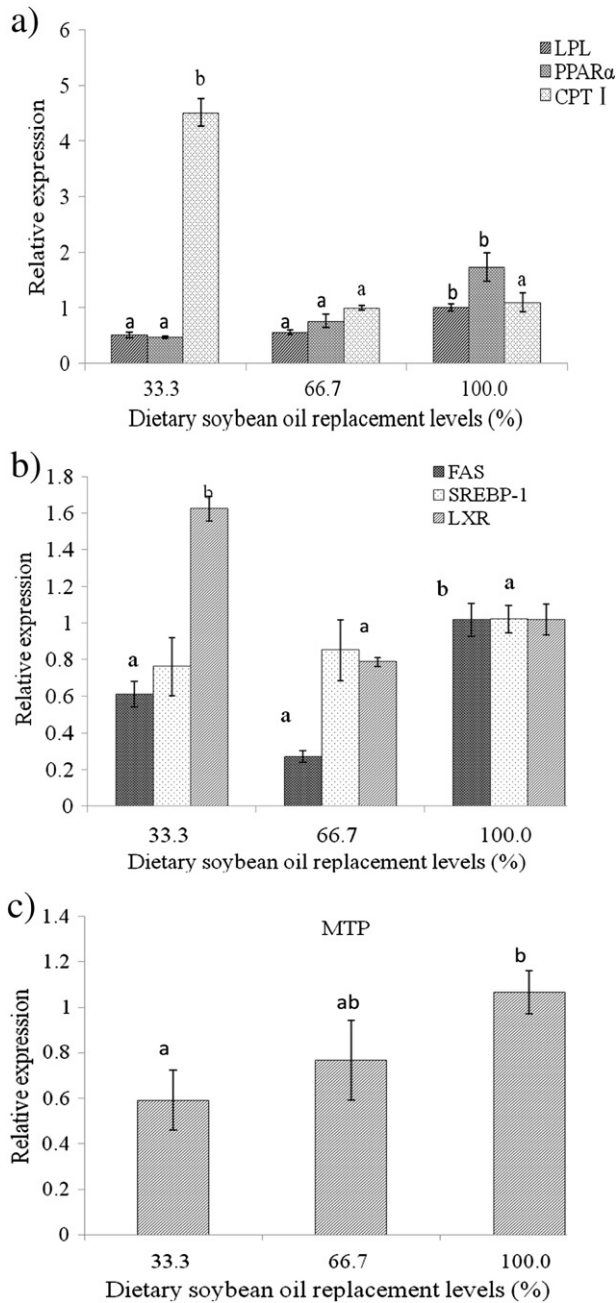 a)
6
5
4
3
2
1
0
Relative expression
LPL
PPARα
CPT Ⅰ
a a b
a a a
b b a
33.3 66.7 100.0
Dietary soybean oil replacement levels (%)
b)
1.8
1.6
1.4
1.2
1
0.8
0.6
0.4
0.2
0
Relative expression
FAS
SREBP-1
LXR
a b
a a
b a
33.3 66.7 100.0
Dietary soybean oil replacement levels (%)
c)
1.4
1.2
1
0.8
0.6
0.4
0.2
0
Relative expression
MTP
a ab b
33.3 66.7 100.0
Dietary soybean oil replacement levels (%)